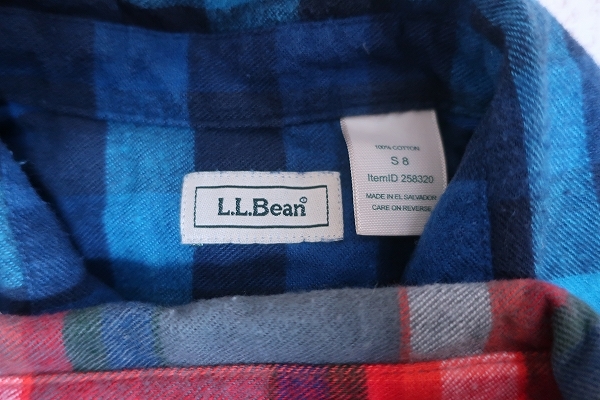 L.L.Bean®
100% COTTON
S 8
ItemID 258320
MADE IN EL SALVADOR
CARE ON REVERSE